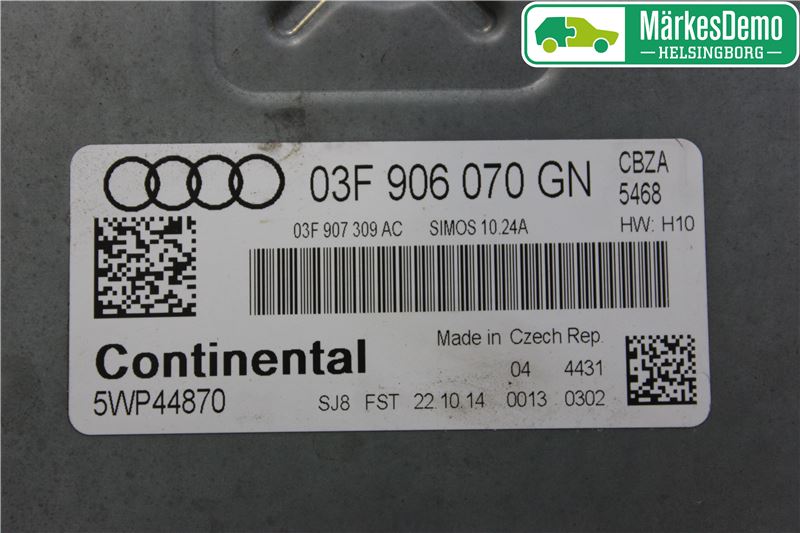 MärkesDemo
HELSINGBORG
03F 906 070 GN
CBZA
5468
03F 907 309 AC SIMOS 10.24A HW: H10
Made in Czech Rep.
Continental
04 4431
5WP44870
SJ8 FST 22.10.14 0013 0302